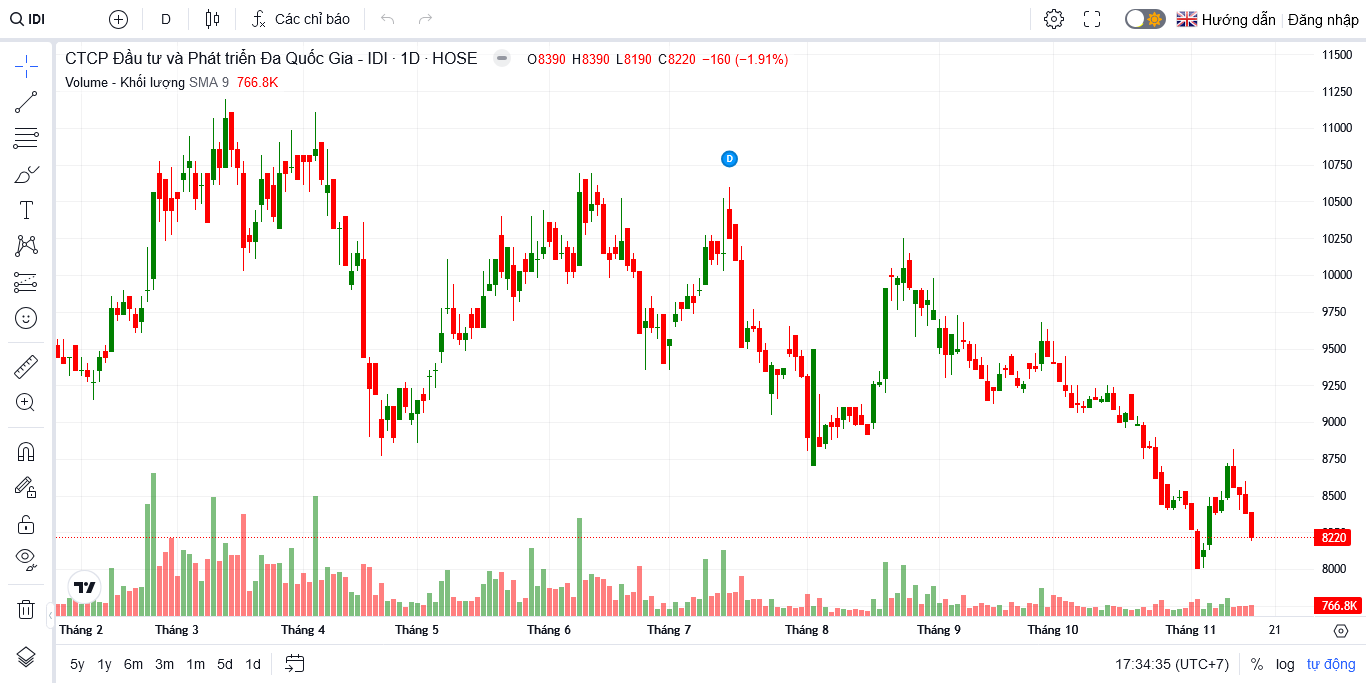 IDI D Các chỉ báo Hướng dẫn Đăng nhập
CTCP Đầu tư và Phát triển Đa Quốc Gia - IDI · 1D · HOSE O8390 H8390 L8190 C8220 −160 (−1.91%)
Volume - Khối lượng SMA 9 766.8K
D
11500
11250
11000
10750
10500
10250
10000
9750
9500
9250
9000
8750
8500
8220
8000
766.8K
Tháng 2 Tháng 3 Tháng 4 Tháng 5 Tháng 6 Tháng 7 Tháng 8 Tháng 9 Tháng 10 Tháng 11 21
5y 1y 6m 3m 1m 5d 1d 17:34:35 (UTC+7) % log tự động